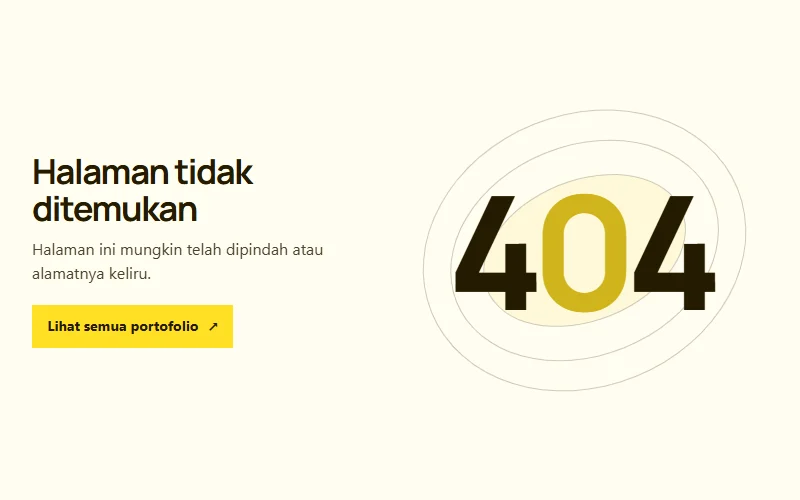 Halaman tidak
ditemukan
Halaman ini mungkin telah dipindah atau
alamatnya keliru.
Lihat semua portofolio ↗
404